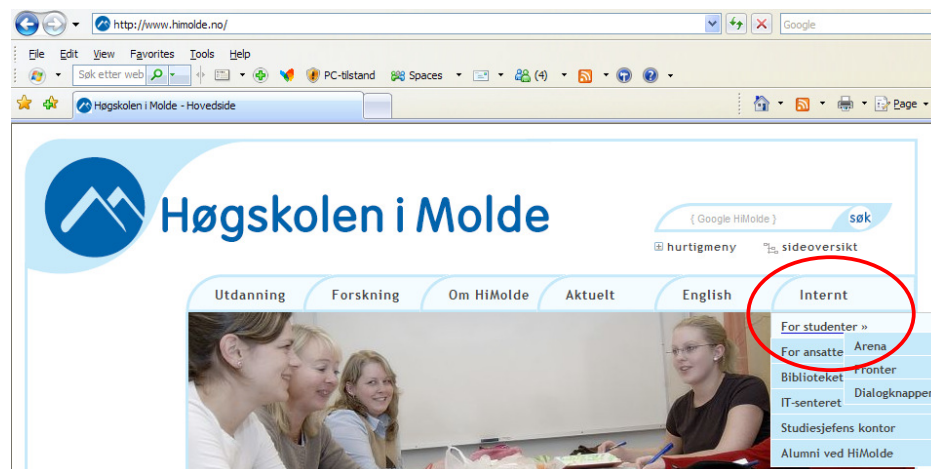 http://www.himolde.no/
Google
File Edit View Favorites Tools Help
Søk etter web
PC-tilstand
Spaces
(4)
Høgskolen i Molde - Hovedside
Page
Høgskolen i Molde
{ Google HiMolde }
søk
hurtigmeny
sideoversikt
Utdanning
Forskning
Om HiMolde
Aktuelt
English
Internt
For studenter »
For ansatte
Arena
Biblioteket
Fronter
IT-senteret
Dialogknappen
Studiesjefens kontor
Alumni ved HiMolde